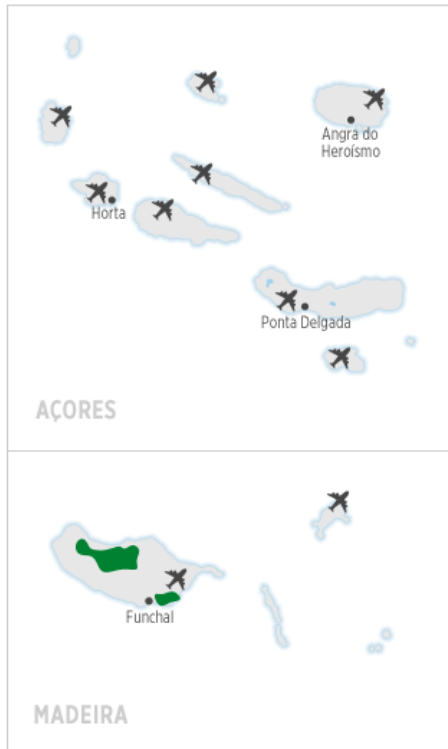 Angra do
Heroísmo
Horta
Ponta Delgada
AÇORES
Funchal
MADEIRA